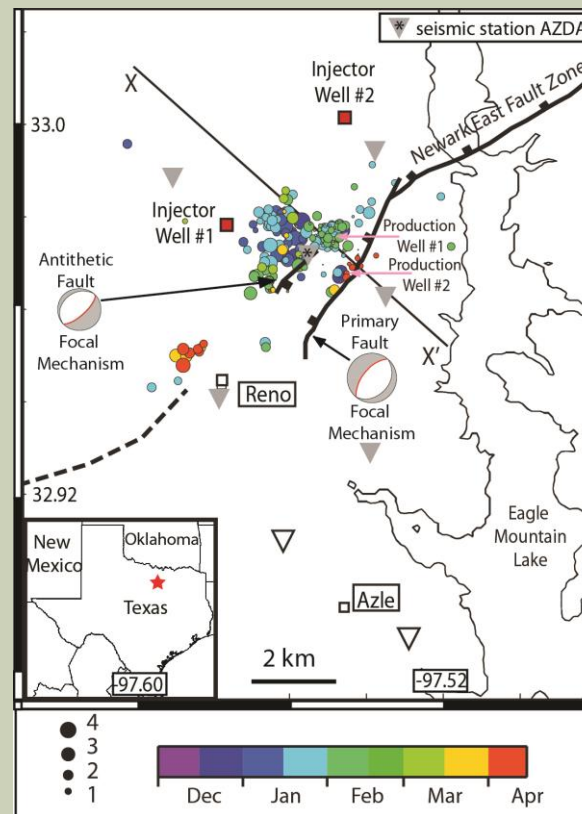 * seismic station AZDA
X
Injector
Well #2
33.0
Newark East Fault Zone
Injector
Well #1
Production
Well #1
Production
Well #2
Antithetic
Fault
Focal
Mechanism
Primary
Fault
X'
Focal
Mechanism
Reno
32.92
Eagle
Mountain
Lake
New
Mexico
Oklahoma
Texas
Azle
2 km
-97.60
-97.52
4
3
2
1
Dec Jan Feb Mar Apr